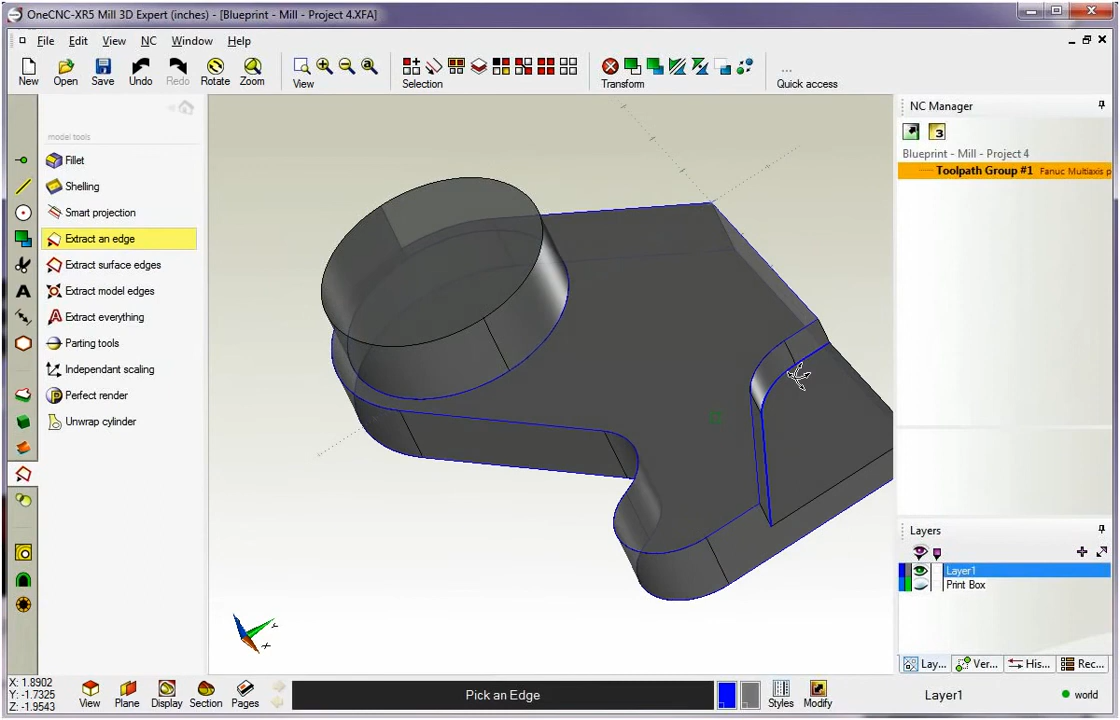 OneCNC-XR5 Mill 3D Expert (inches) - [Blueprint - Mill - Project 4.XFA]
File Edit View NC Window Help
New Open Save Undo Redo Rotate Zoom View Selection Transform Quick access
...
model tools
Fillet
Shelling
Smart projection
Extract an edge
Extract surface edges
Extract model edges
Extract everything
Parting tools
Independant scaling
Perfect render
Unwrap cylinder
A
NC Manager
3
Blueprint - Mill - Project 4
Toolpath Group #1 Fanuc Multiaxis p
Layers
Layer1
Print Box
Lay... Ver... His... Rec...
X
X: 1.8902
Y: -1.7325
Z: -1.9543
View Plane Display Section Pages
Pick an Edge
Styles Modify
Layer1
world